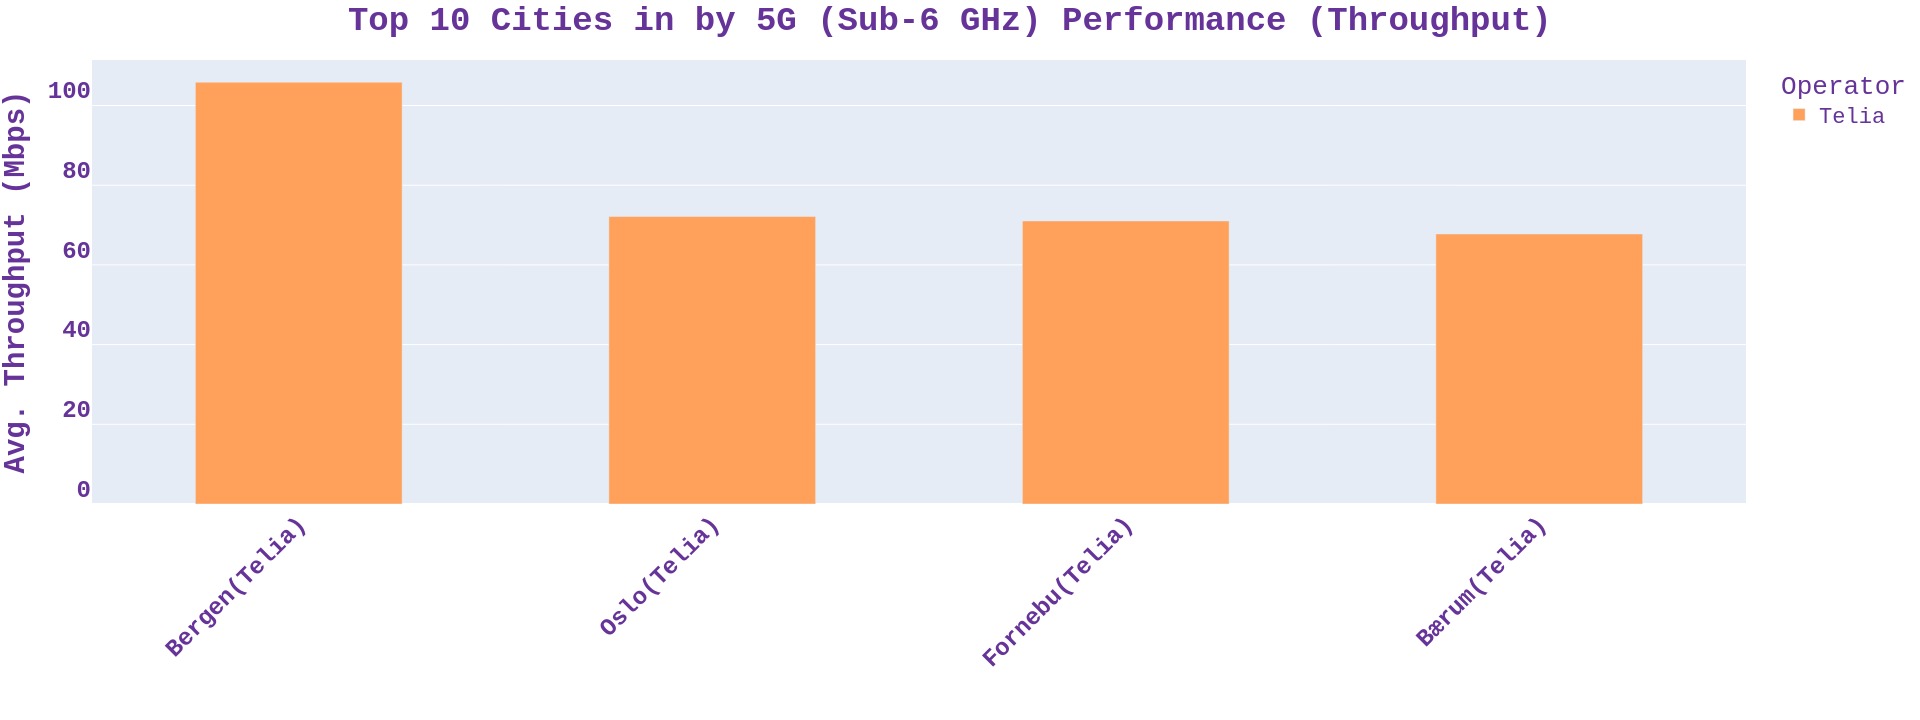 Top 10 Cities in by 5G (Sub-6 GHz) Performance (Throughput)
Avg. Throughput (Mbps)
100
80
60
40
20
0
Bergen(Telia)
Oslo(Telia)
Fornebu(Telia)
Bærum(Telia)
Operator
Telia